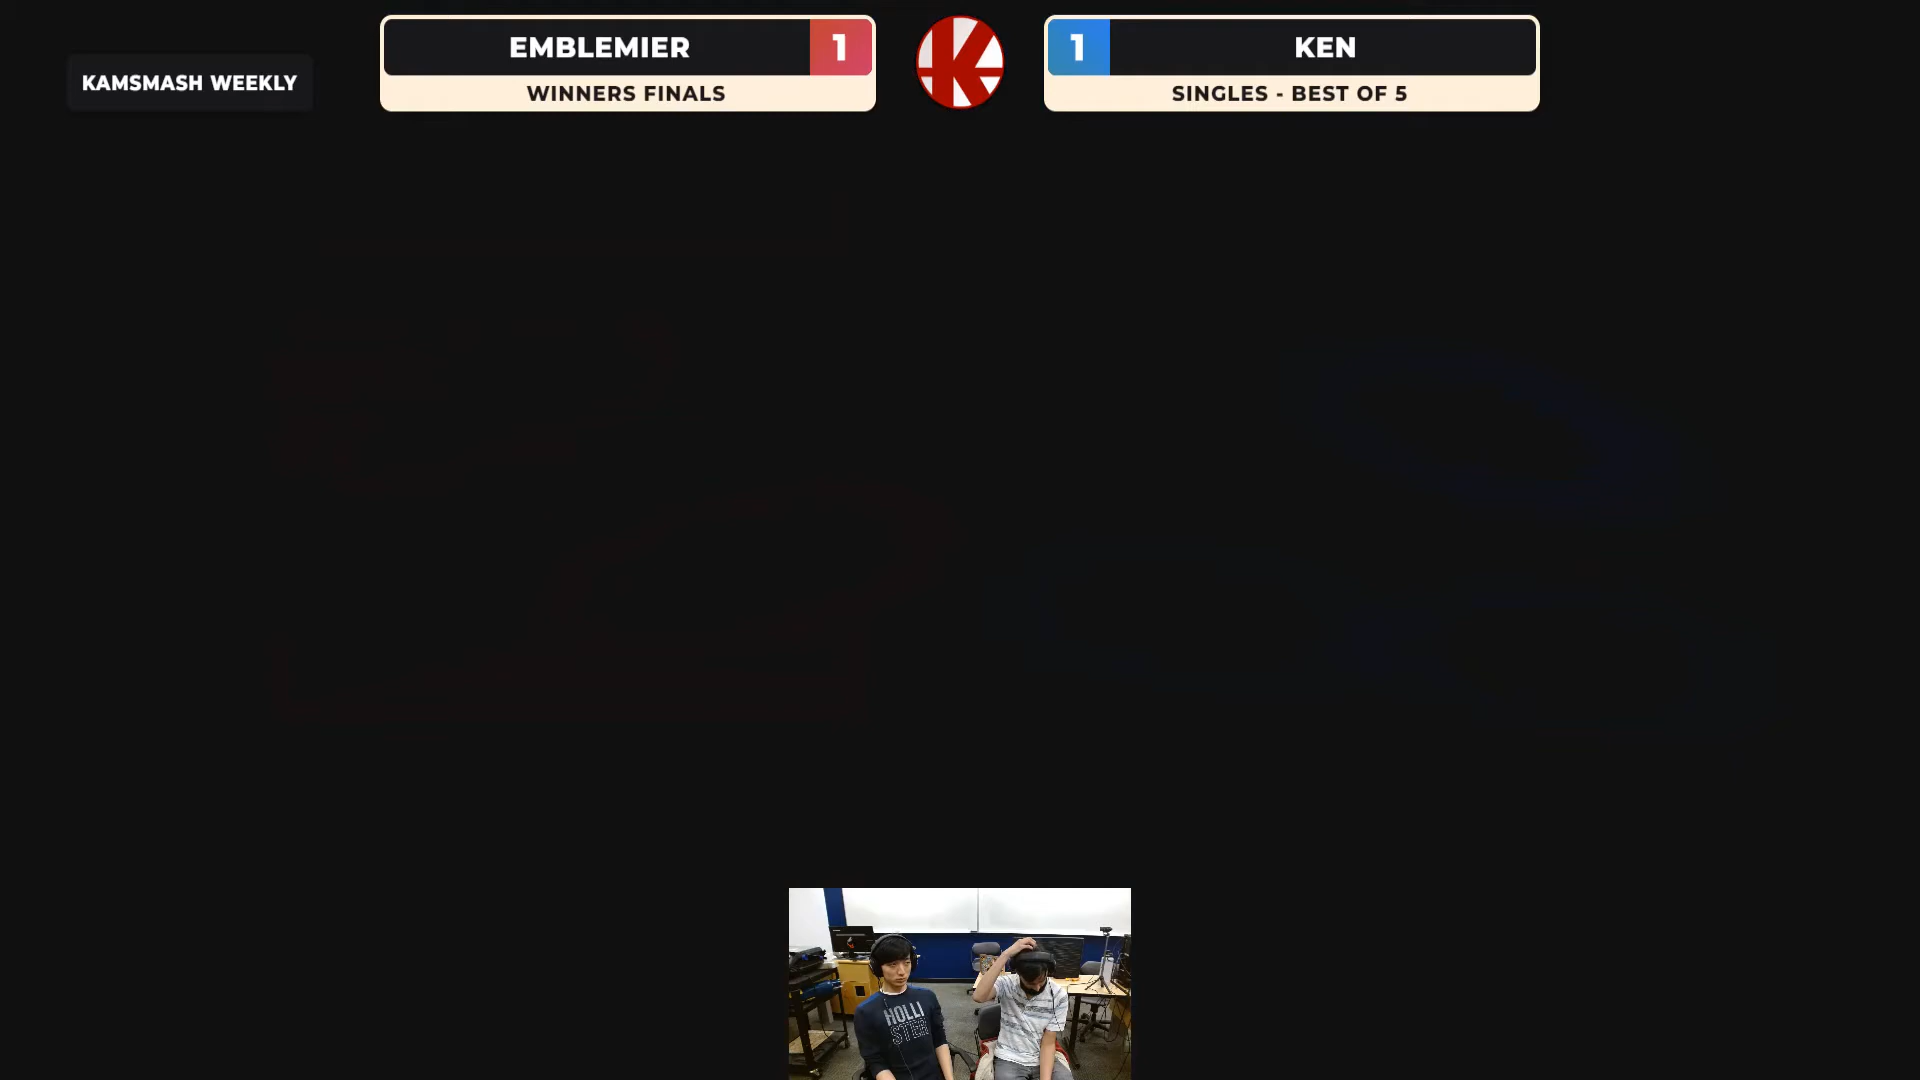 KAMSMASH WEEKLY
EMBLEMIER 1
WINNERS FINALS
K
1 KEN
SINGLES - BEST OF 5
HOLLI
STER